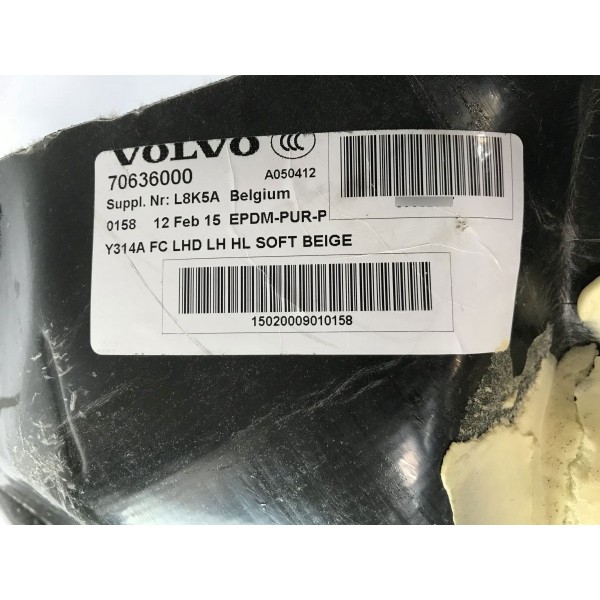 VOLVO CCC
70636000 A050412
Suppl. Nr: L8K5A Belgium
0158 12 Feb 15 EPDM-PUR-P
Y314A FC LHD LH HL SOFT BEIGE
15020009010158